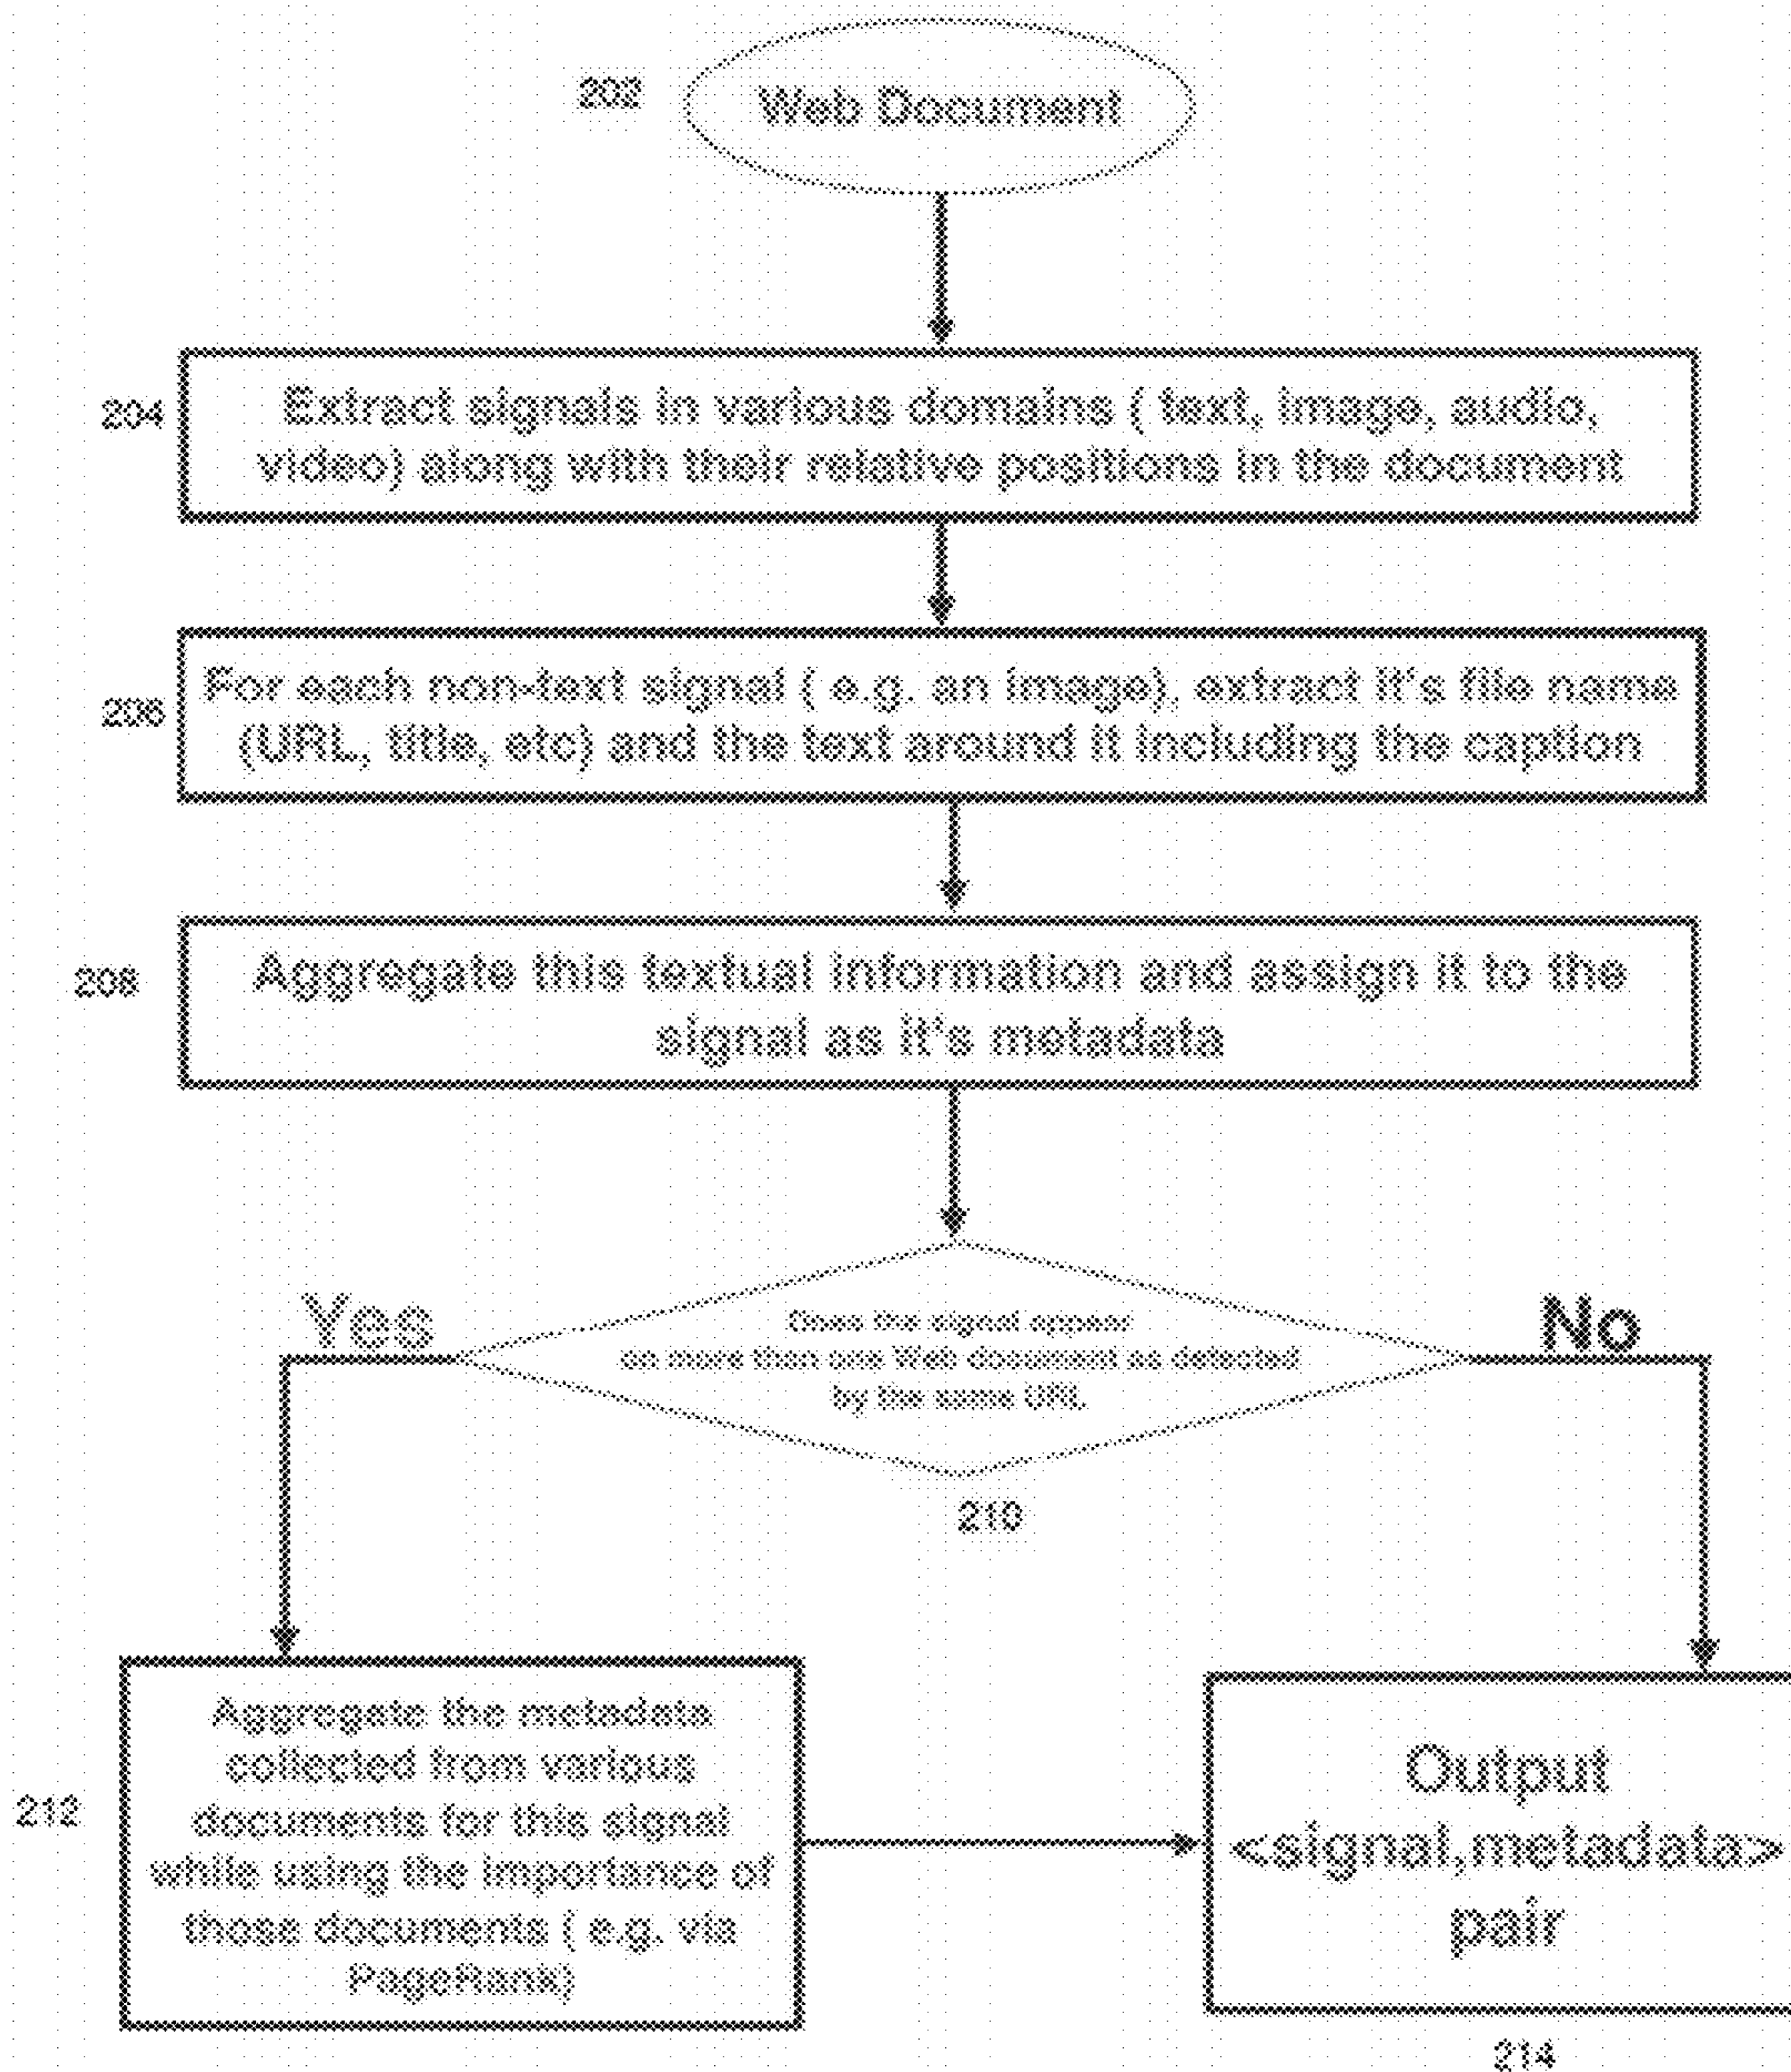 202
Web Document
204
Extract signals in various domains ( text, image, audio,
video) along with their relative positions in the document
206
For each non-text signal ( e.g. an image), extract it's file name
(URL, title, etc) and the text around it including the caption
208
Aggregate this textual information and assign it to the
signal as it's metadata
Yes
No
Does the signal appear
on more than one Web document as detected
by the same URL
210
212
Aggregate the metadata
collected from various
documents for this signal
while using the importance of
those documents ( e.g. via
PageRank)
Output
<signal,metadata>
pair
214